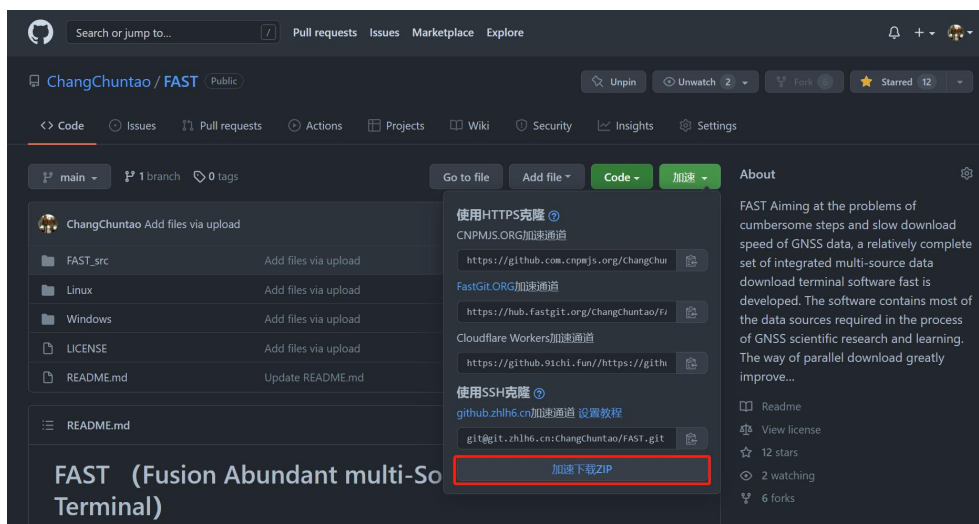 Search or jump to... / Pull requests Issues Marketplace Explore
ChangChuntao / FAST Public Unpin Unwatch 2 Fork 6 Starred 12
Code Issues Pull requests Actions Projects Wiki Security Insights Settings
main 1 branch 0 tags Go to file Add file Code 加速
ChangChuntao Add files via upload
FAST_src Add files via upload
Linux Add files via upload
Windows Add files via upload
LICENSE Add files via upload
README.md Update README.md
README.md
FAST （Fusion Abundant multi-So
Terminal)
使用HTTPS克隆
CNPMJS.ORG加速通道
https://github.com.cnpmjs.org/ChangChur
FastGit.ORG加速通道
https://hub.fastgit.org/ChangChuntao/F
Cloudflare Workers加速通道
https://github.91chi.fun//https://gith
使用SSH克隆
github.zhlh6.cn加速通道 设置教程
git@git.zhlh6.cn:ChangChuntao/FAST.git
加速下载ZIP
About
FAST Aiming at the problems of
cumbersome steps and slow download
speed of GNSS data, a relatively complete
set of integrated multi-source data
download terminal software fast is
developed. The software contains most of
the data sources required in the process
of GNSS scientific research and learning.
The way of parallel download greatly
improve...
Readme
View license
12 stars
2 watching
6 forks